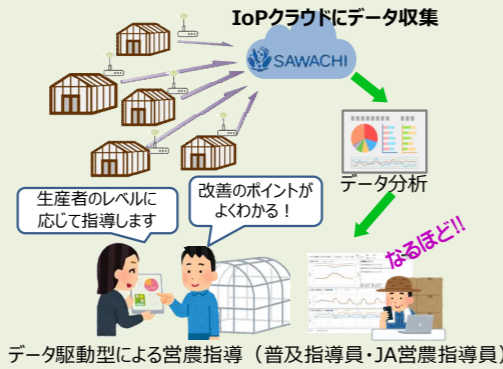 IoPクラウドにデータ収集
SAWACHI
データ分析
生産者のレベルに
応じて指導します
改善のポイントが
よくわかる！
なるほど!!
データ駆動型による営農指導（普及指導員・JA営農指導員）